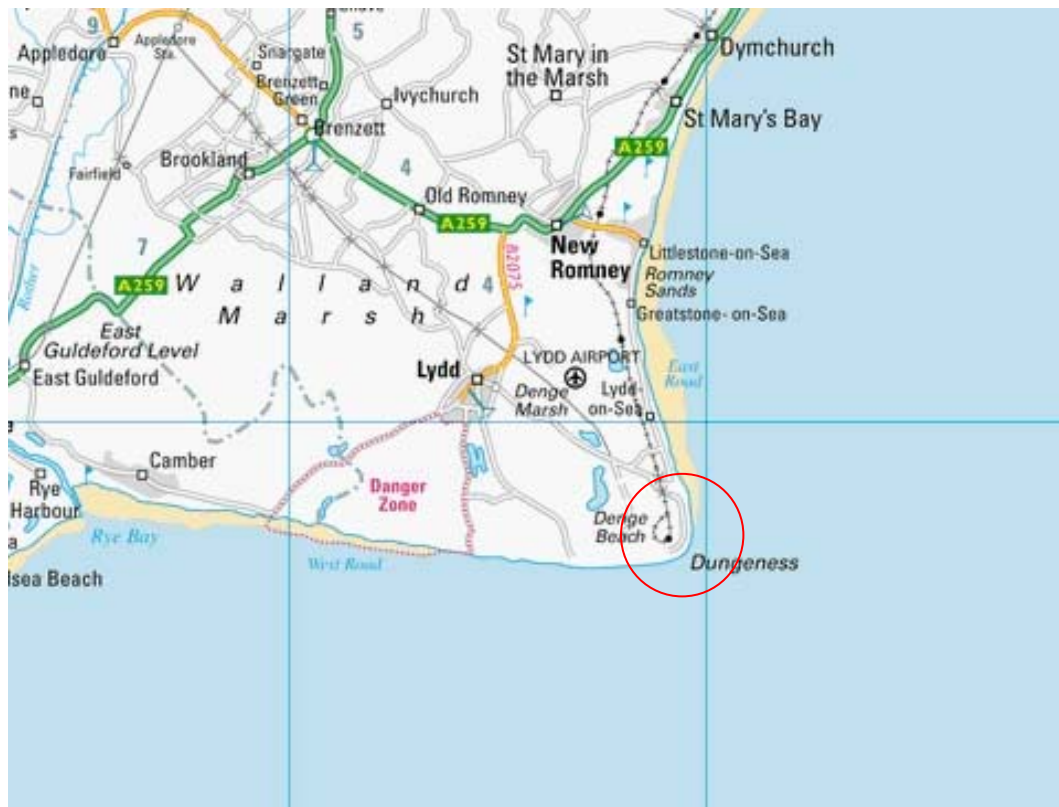 9
Appledore
Appledore
Sta.
Snargate
5
Brenzett
Green
Ivychurch
St Mary in
the Marsh
Dymchurch
St Mary's Bay
Brenzett
A259
Brookland
Fairfield
4
Old Romney
A259
New
Romney
B2075
4
Littlestone-on-Sea
Romney
Sands
Greatstone-on-Sea
7
A259
Walland
Marsh
Rother
East
Guldeford Level
East Guldeford
Lydd
LYDD AIRPORT
Denge
Marsh
Lydd-
on-Sea
East
Road
Camber
Rye
Harbour
Danger
Zone
Denge
Beach
Rye Bay
West Road
Dungeness
lsea Beach